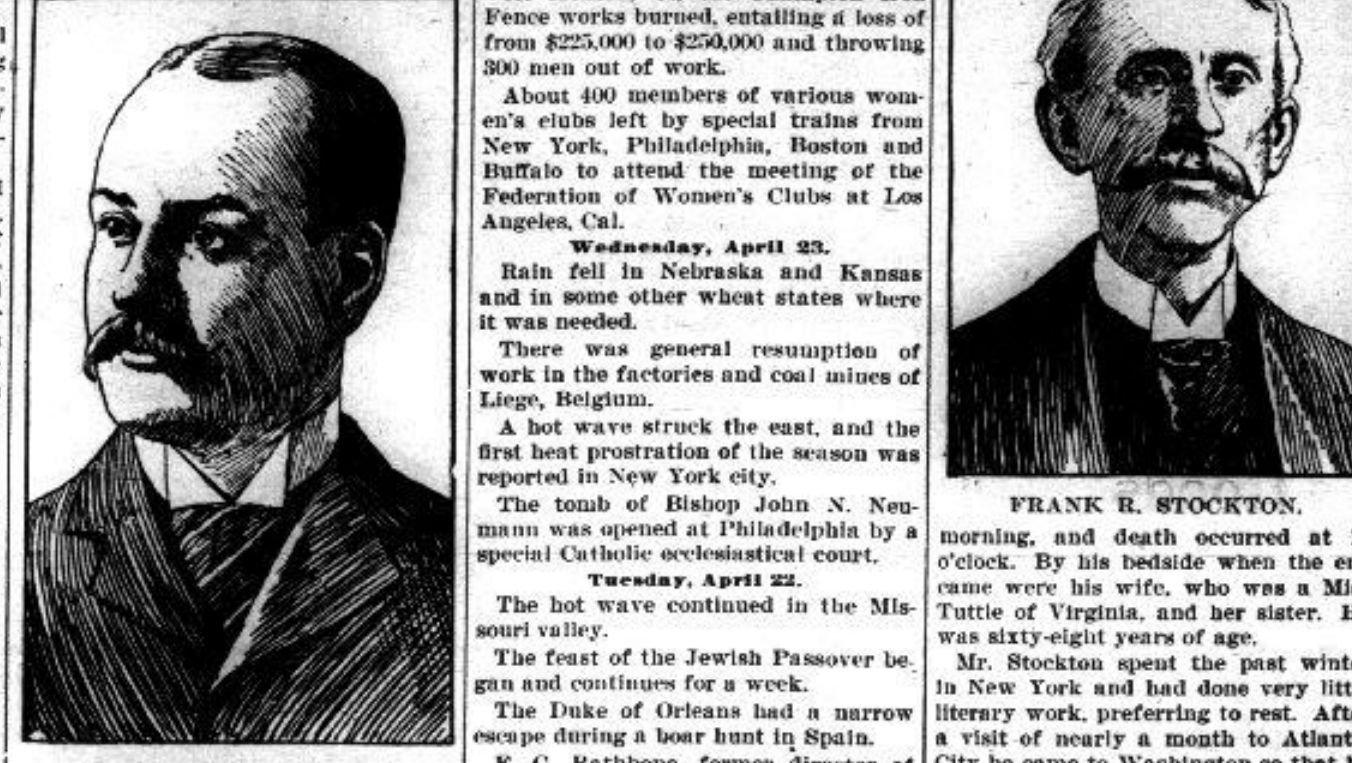 Fence works burned, entailing a loss of
from $225,000 to $250,000 and throwing
300 men out of work.
About 400 members of various wom-
en's clubs left by special trains from
New York, Philadelphia, Boston and
Buffalo to attend the meeting of the
Federation of Women's Clubs at Los
Angeles, Cal.
Wednesday, April 23.
Rain fell in Nebraska and Kansas
and in some other wheat states where
it was needed.
There was general resumption of
work in the factories and coal mines of
Liege, Belgium.
A hot wave struck the east, and the
first heat prostration of the season was
reported in New York city.
The tomb of Bishop John N. Neu-
mann was opened at Philadelphia by a
special Catholic ecclesiastical court.
Tuesday, April 22.
The hot wave continued in the Mis-
souri valley.
The feast of the Jewish Passover be-
gan and continues for a week.
The Duke of Orleans had a narrow
escape during a boar hunt in Spain.
E. G. Rathbone, former director of
FRANK R. STOCKTON.
morning, and death occurred at
o'clock. By his bedside when the
came were his wife, who was a
Tuttle of Virginia, and her sister.
was sixty-eight years of age.
Mr. Stockton spent the past
in New York and had done very
literary work, preferring to rest.
a visit of nearly a month to
City he came to Washington so that